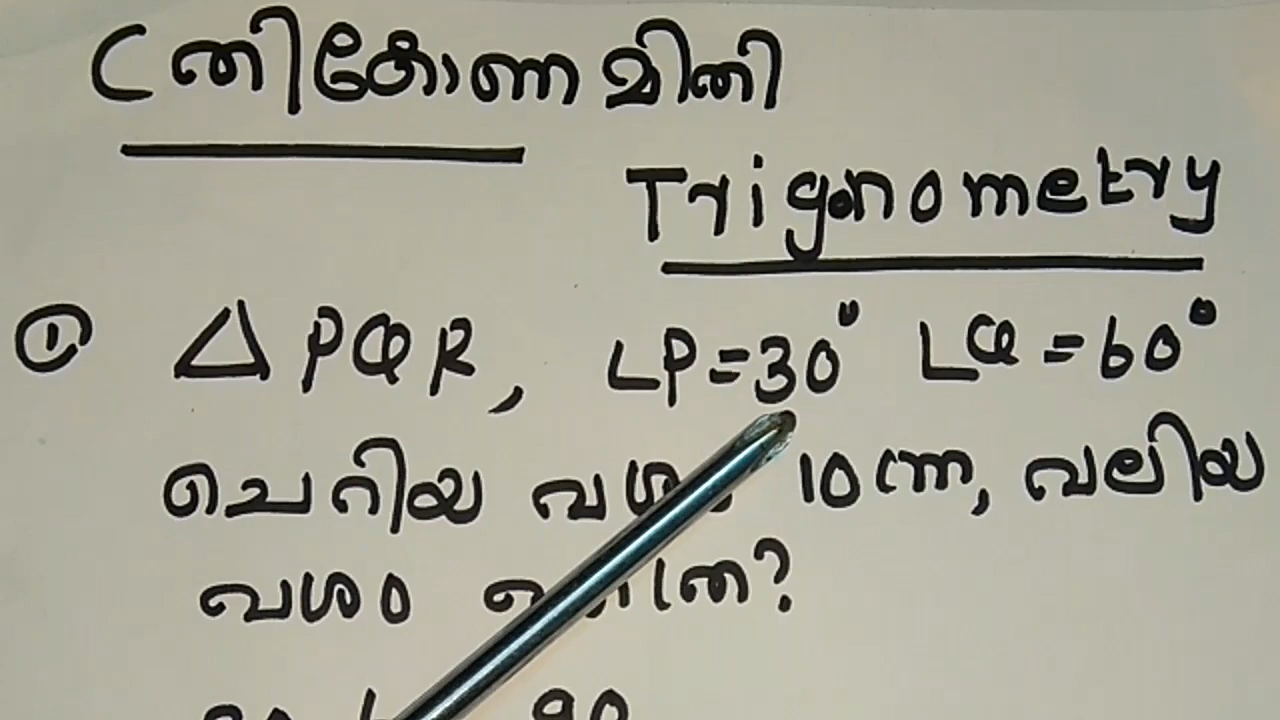 ത്രികോണമിതി
Trigonometry
① △ PQR, ∠P=30° ∠Q=60°
ചെറിയ 10cm, വലിയ
വശം ?